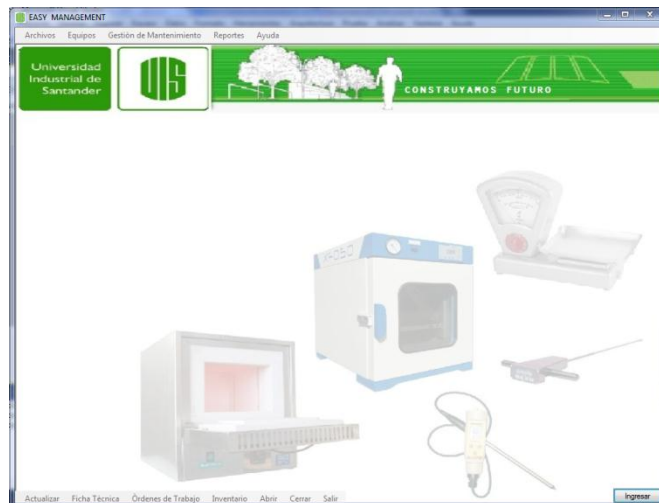 EASY MANAGEMENT
Archivos Equipos Gestión de Mantenimiento Reportes Ayuda
Universidad
Industrial de
Santander
UIS
CONSTRUYAMOS FUTURO
Actualizar Ficha Técnica Órdenes de Trabajo Inventario Abrir Cerrar Salir
Ingresar